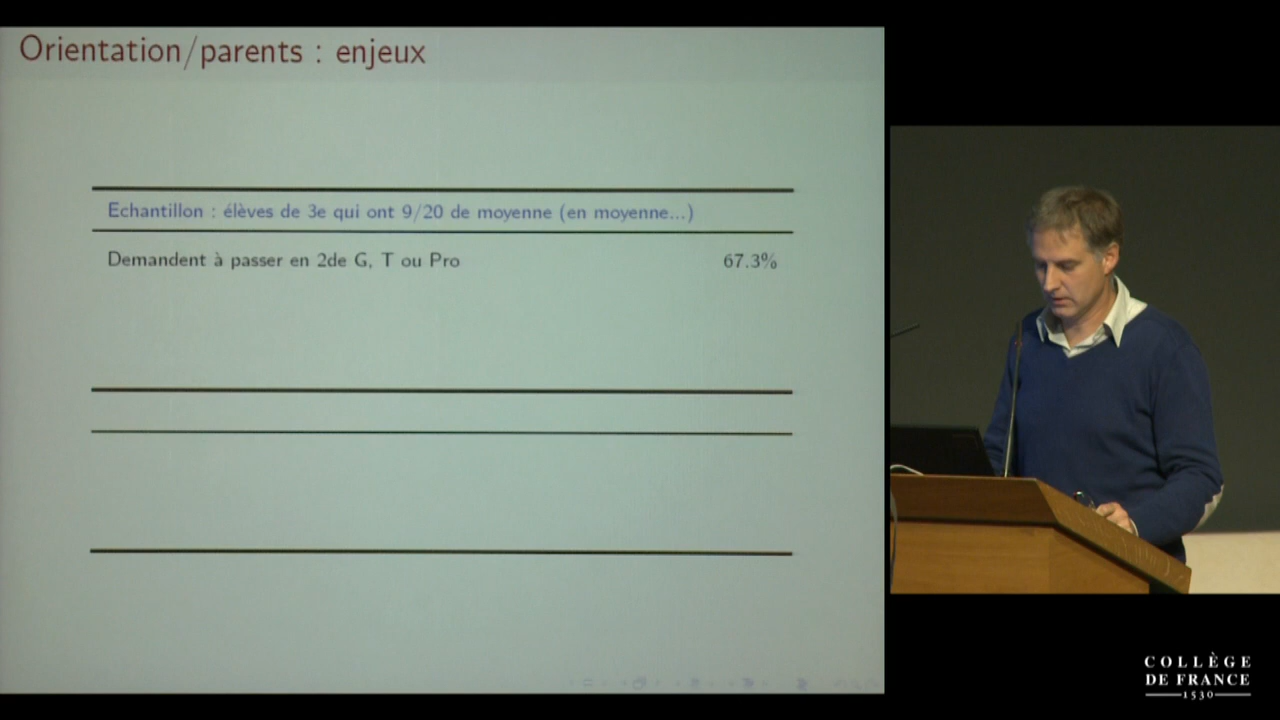 Orientation/parents : enjeux
Echantillon : élèves de 3e qui ont 9/20 de moyenne (en moyenne...)
Demandent à passer en 2de G, T ou Pro 67.3%
COLLÈGE
DE FRANCE
1530